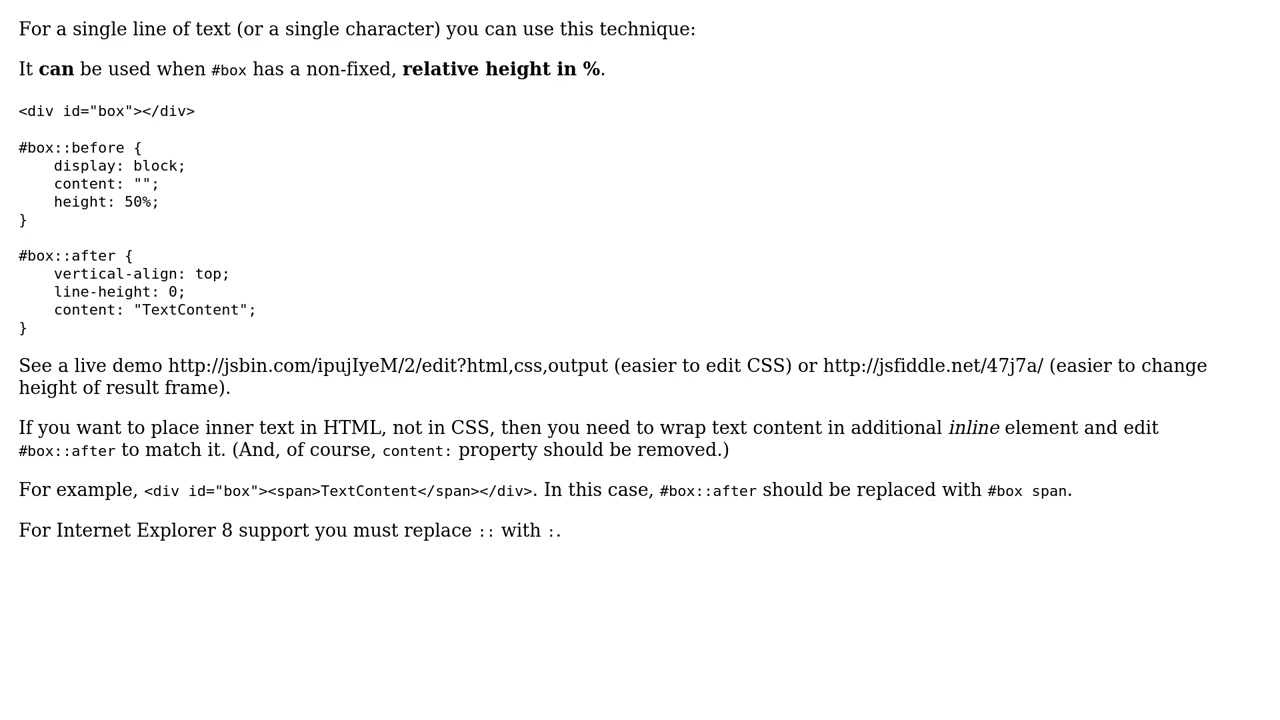 For a single line of text (or a single character) you can use this technique:
It can be used when #box has a non-fixed, relative height in %.
<div id="box"></div>
#box::before {
    display: block;
    content: "";
    height: 50%;
}
#box::after {
    vertical-align: top;
    line-height: 0;
    content: "TextContent";
}
See a live demo http://jsbin.com/ipujIyeM/2/edit?html,css,output (easier to edit CSS) or http://jsfiddle.net/47j7a/ (easier to change
height of result frame).
If you want to place inner text in HTML, not in CSS, then you need to wrap text content in additional inline element and edit
#box::after to match it. (And, of course, content: property should be removed.)
For example, <div id="box"><span>TextContent</span></div>. In this case, #box::after should be replaced with #box span.
For Internet Explorer 8 support you must replace :: with :.